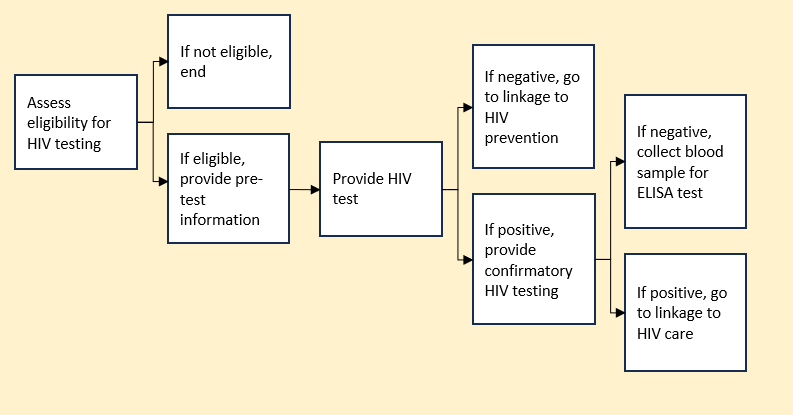 Assess
eligibility for
HIV testing
If not eligible,
end
If eligible,
provide pre-
test
information
Provide HIV
test
If negative, go
to linkage to
HIV
prevention
If positive,
provide
confirmatory
HIV testing
If negative,
collect blood
sample for
ELISA test
If positive, go
to linkage to
HIV care